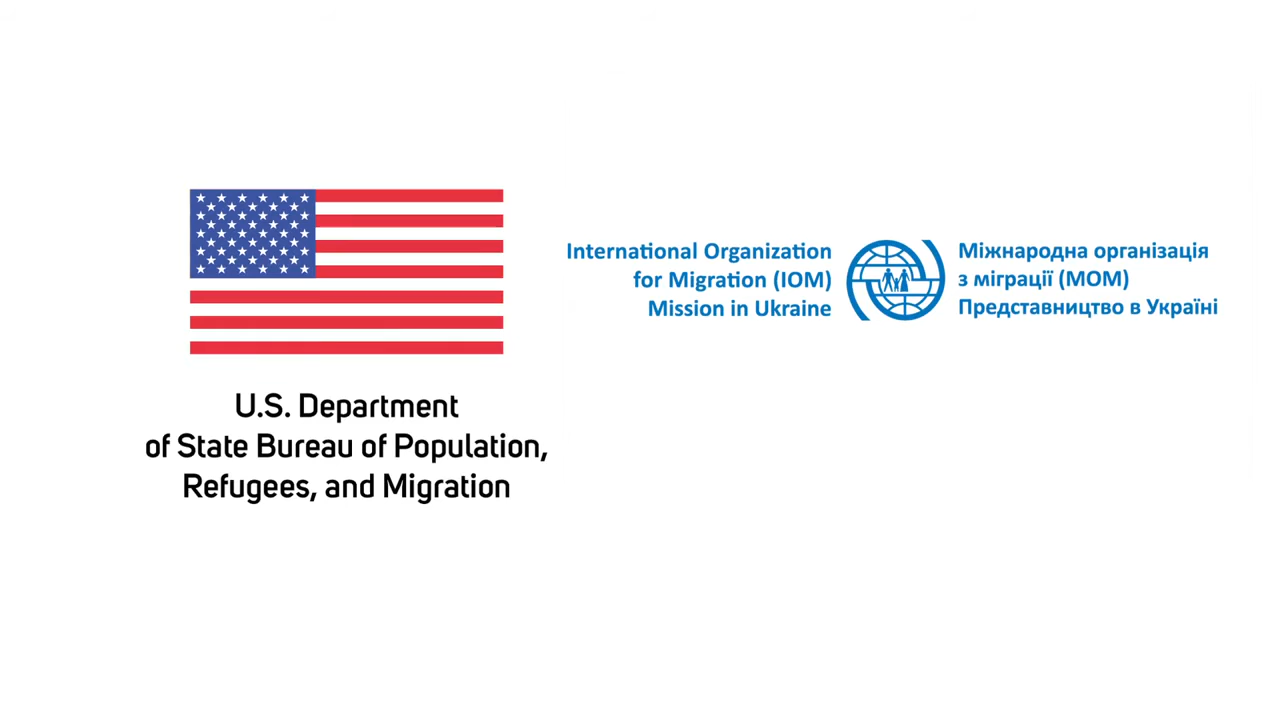 U.S. Department
of State Bureau of Population,
Refugees, and Migration
International Organization
for Migration (IOM)
Mission in Ukraine
Міжнародна організація
з міграції (МОМ)
Представництво в Україні